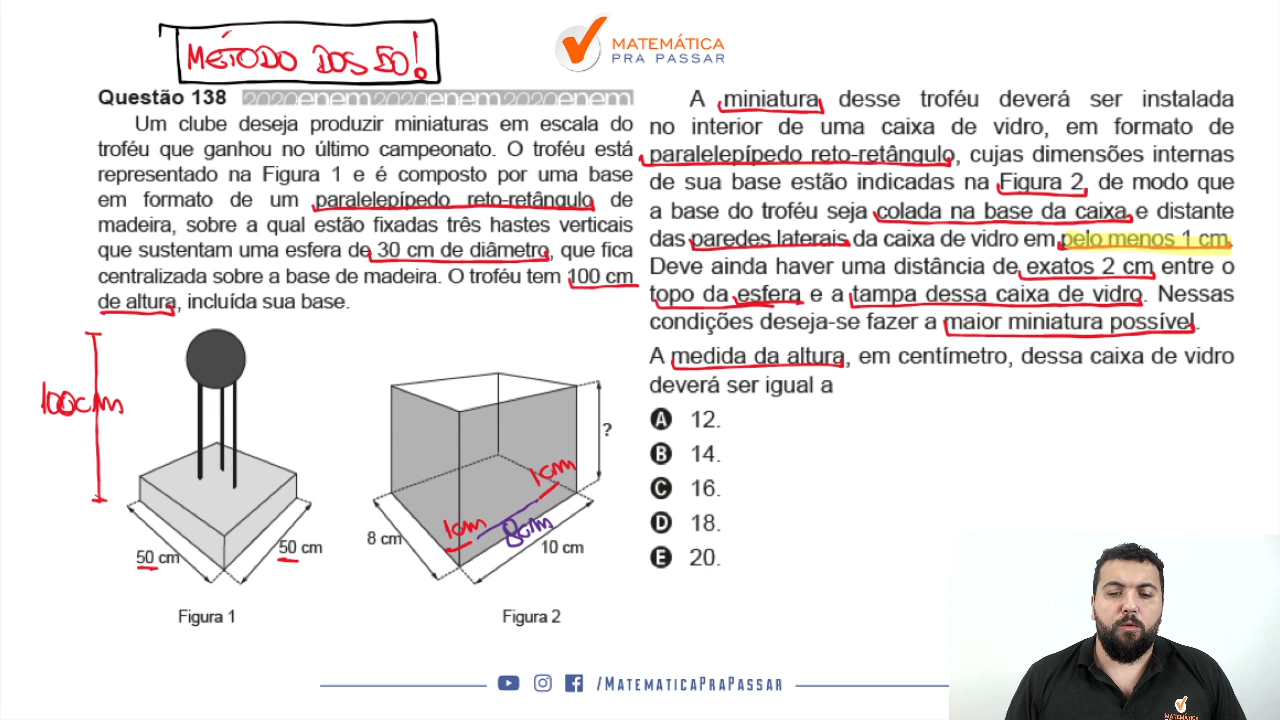 MÉTODO DOS 50!
MATEMÁTICA
PRA PASSAR
Questão 138 2020enem2020enem2020enem
Um clube deseja produzir miniaturas em escala do
troféu que ganhou no último campeonato. O troféu está
representado na Figura 1 e é composto por uma base
em formato de um paralelepípedo reto-retângulo de
madeira, sobre a qual estão fixadas três hastes verticais
que sustentam uma esfera de 30 cm de diâmetro, que fica
centralizada sobre a base de madeira. O troféu tem 100 cm
de altura, incluída sua base.
100cm
50 cm
50 cm
Figura 1
?
1cm
1cm
8cm
8 cm
10 cm
Figura 2
A miniatura desse troféu deverá ser instalada
no interior de uma caixa de vidro, em formato de
paralelepípedo reto-retângulo, cujas dimensões internas
de sua base estão indicadas na Figura 2, de modo que
a base do troféu seja colada na base da caixa e distante
das paredes laterais da caixa de vidro em pelo menos 1 cm.
Deve ainda haver uma distância de exatos 2 cm entre o
topo da esfera e a tampa dessa caixa de vidro. Nessas
condições deseja-se fazer a maior miniatura possível.
A medida da altura, em centímetro, dessa caixa de vidro
deverá ser igual a
A 12.
B 14.
C 16.
D 18.
E 20.
/MATEMATICAPRAPASSAR